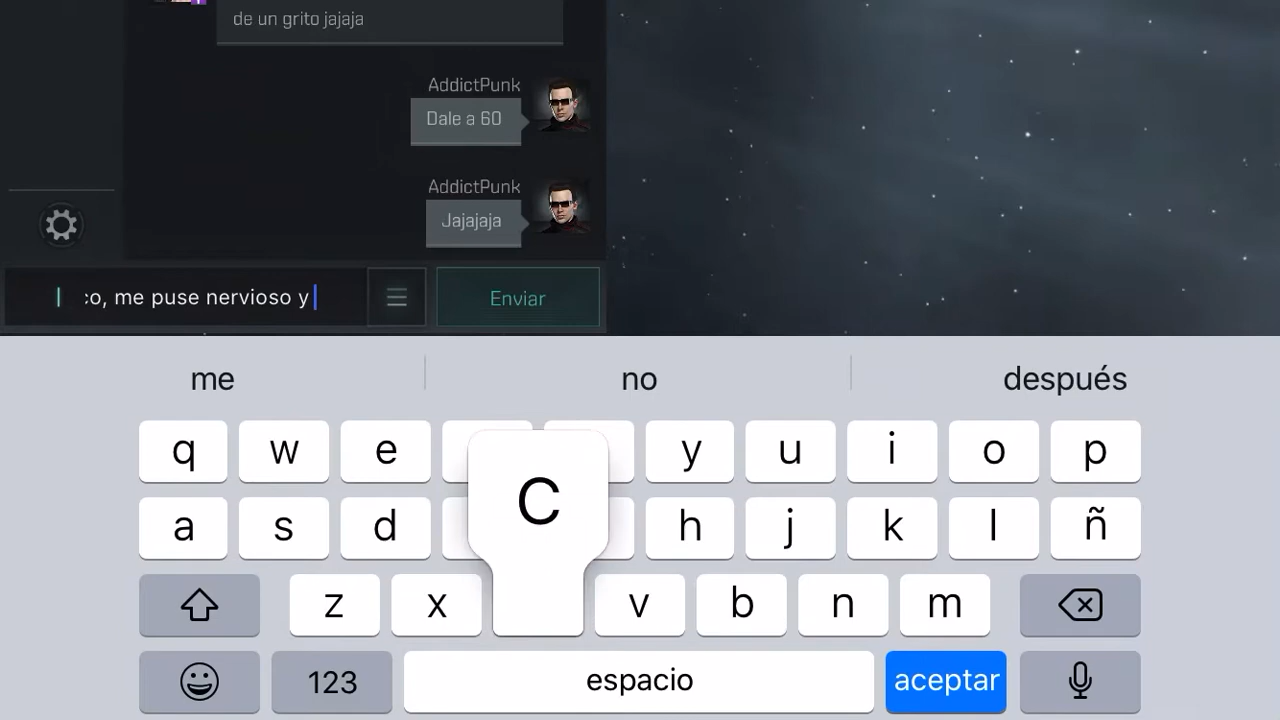 de un grito jajaja
AddictPunk
Dale a 60
AddictPunk
Jajajaja
co, me puse nervioso y
Enviar
me no después
q w e y u i o p
C
a s d h j k l ñ
z x v b n m
123 espacio aceptar